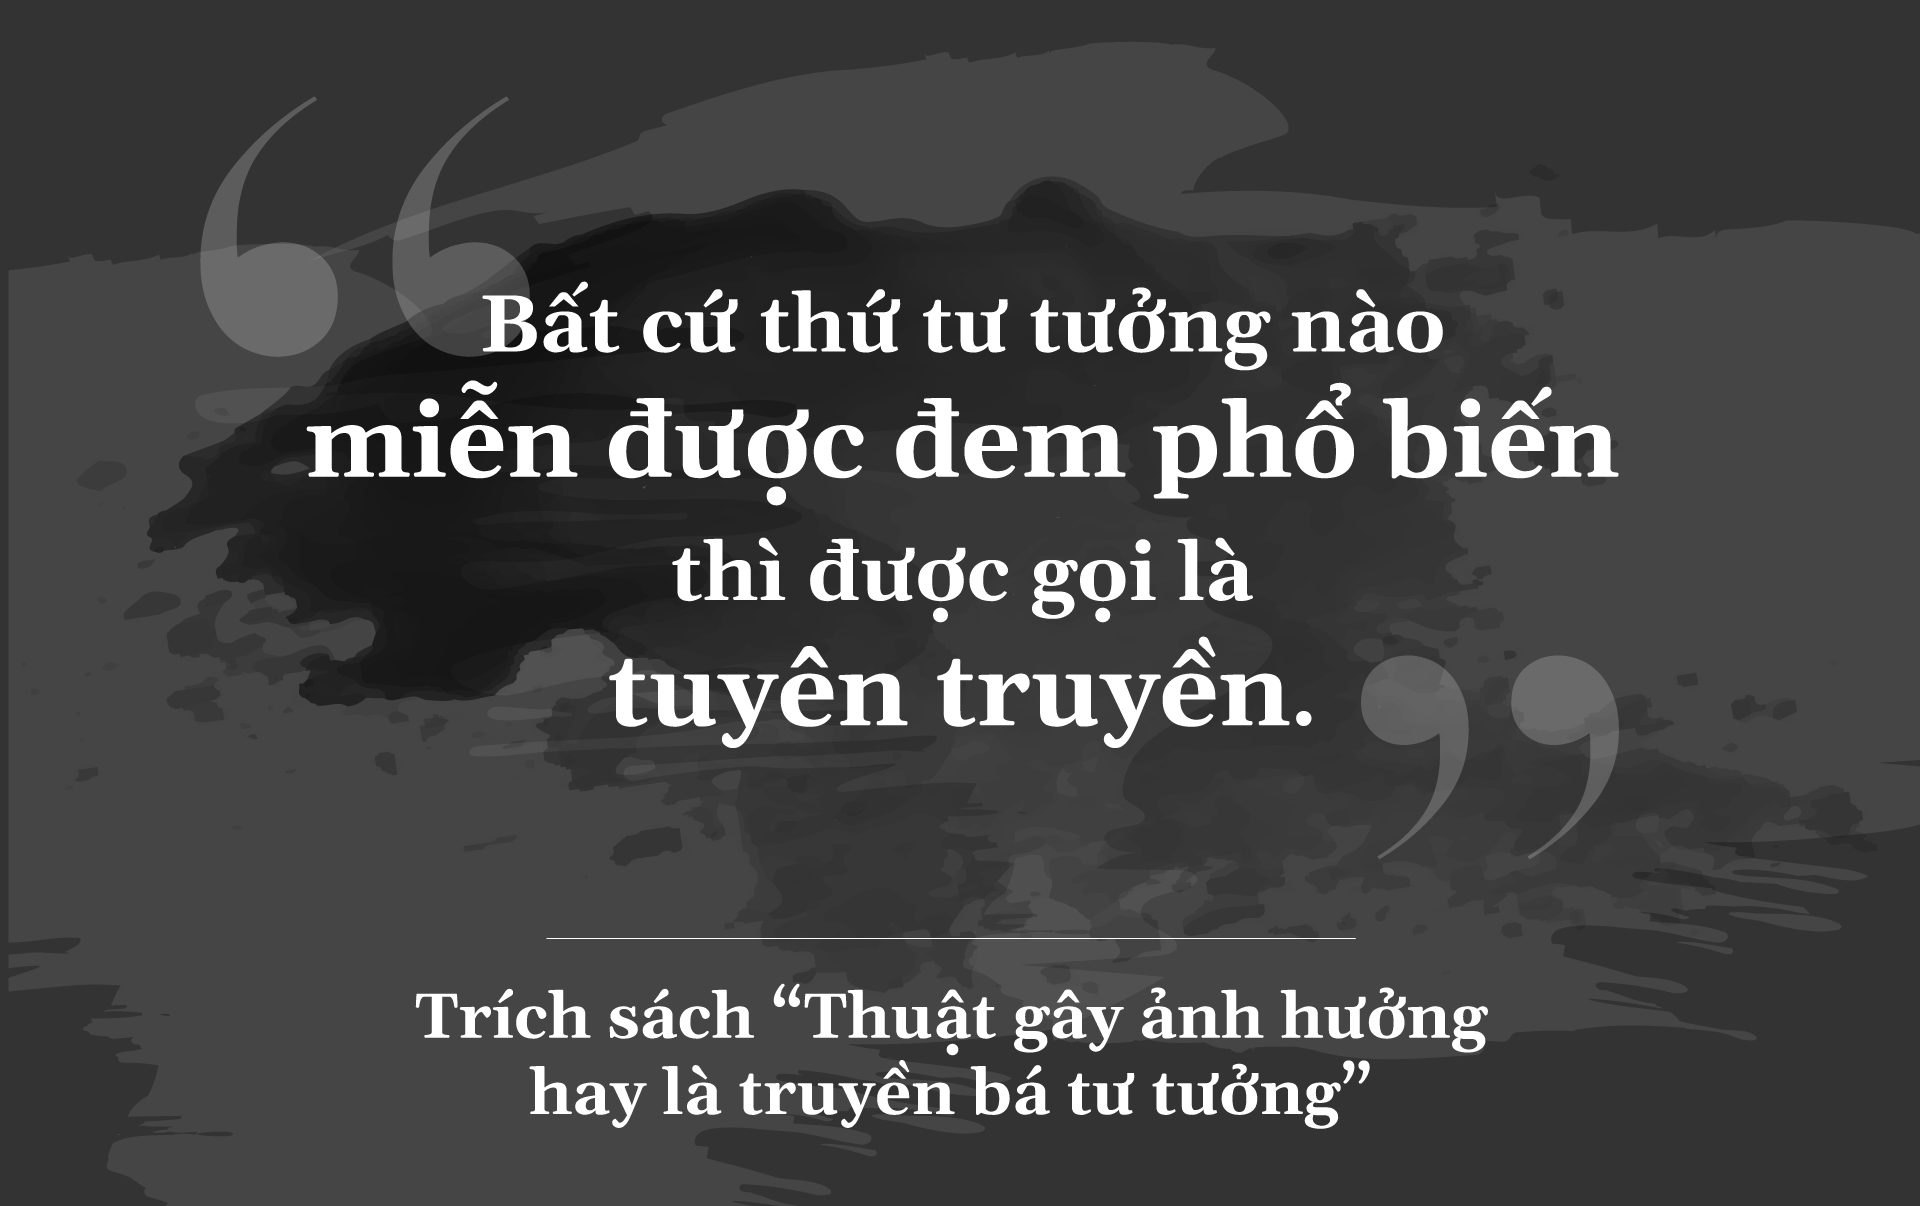 Bất cứ thứ tư tưởng nào
miễn được đem phổ biến
thì được gọi là
tuyên truyền.
Trích sách “Thuật gây ảnh hưởng
hay là truyền bá tư tưởng”